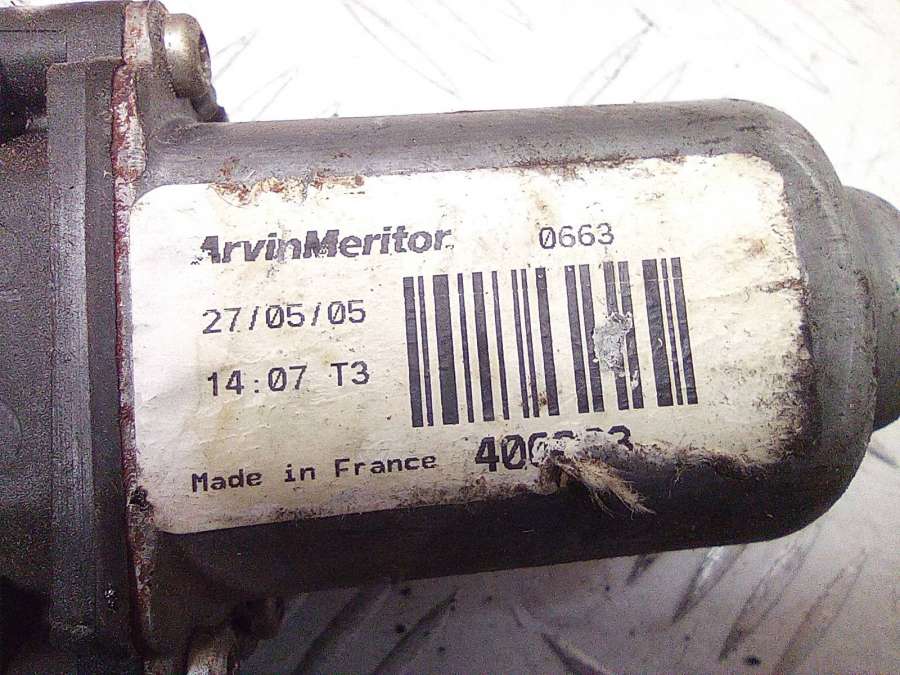 ArvinMeritor 0663
27/05/05
14:07 T3
Made in France